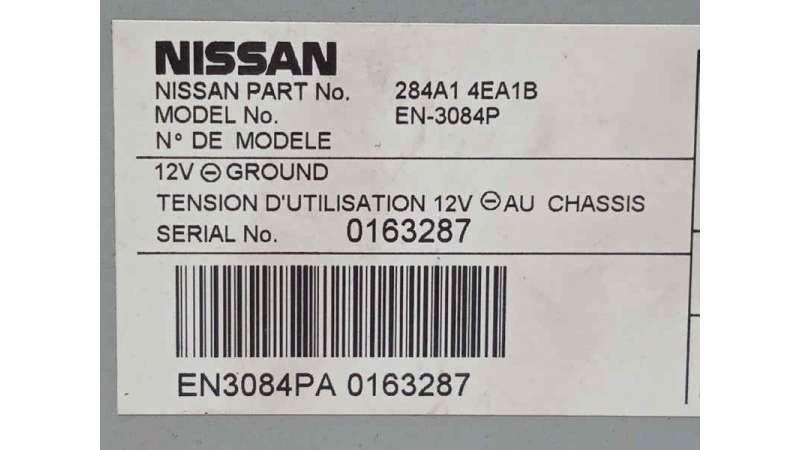 NISSAN
NISSAN PART No. 284A1 4EA1B
MODEL No. EN-3084P
N° DE MODELE
12V ⊖ GROUND
TENSION D'UTILISATION 12V ⊖ AU CHASSIS
SERIAL No. 0163287
EN3084PA 0163287